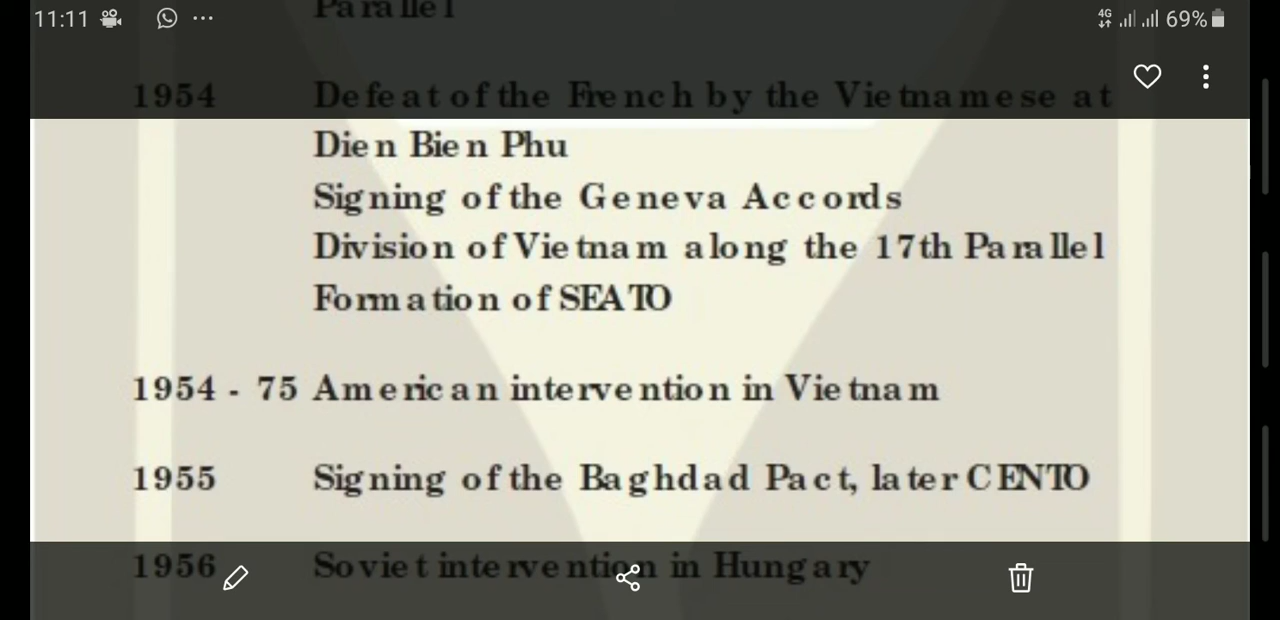 11:11 ... 4G 69%
Parallel
1954 Defeat of the French by the Vietnamese at
Dien Bien Phu
Signing of the Geneva Accords
Division of Vietnam along the 17th Parallel
Formation of SEATO
1954 - 75 American intervention in Vietnam
1955 Signing of the Baghdad Pact, later CENTO
1956 Soviet intervention in Hungary